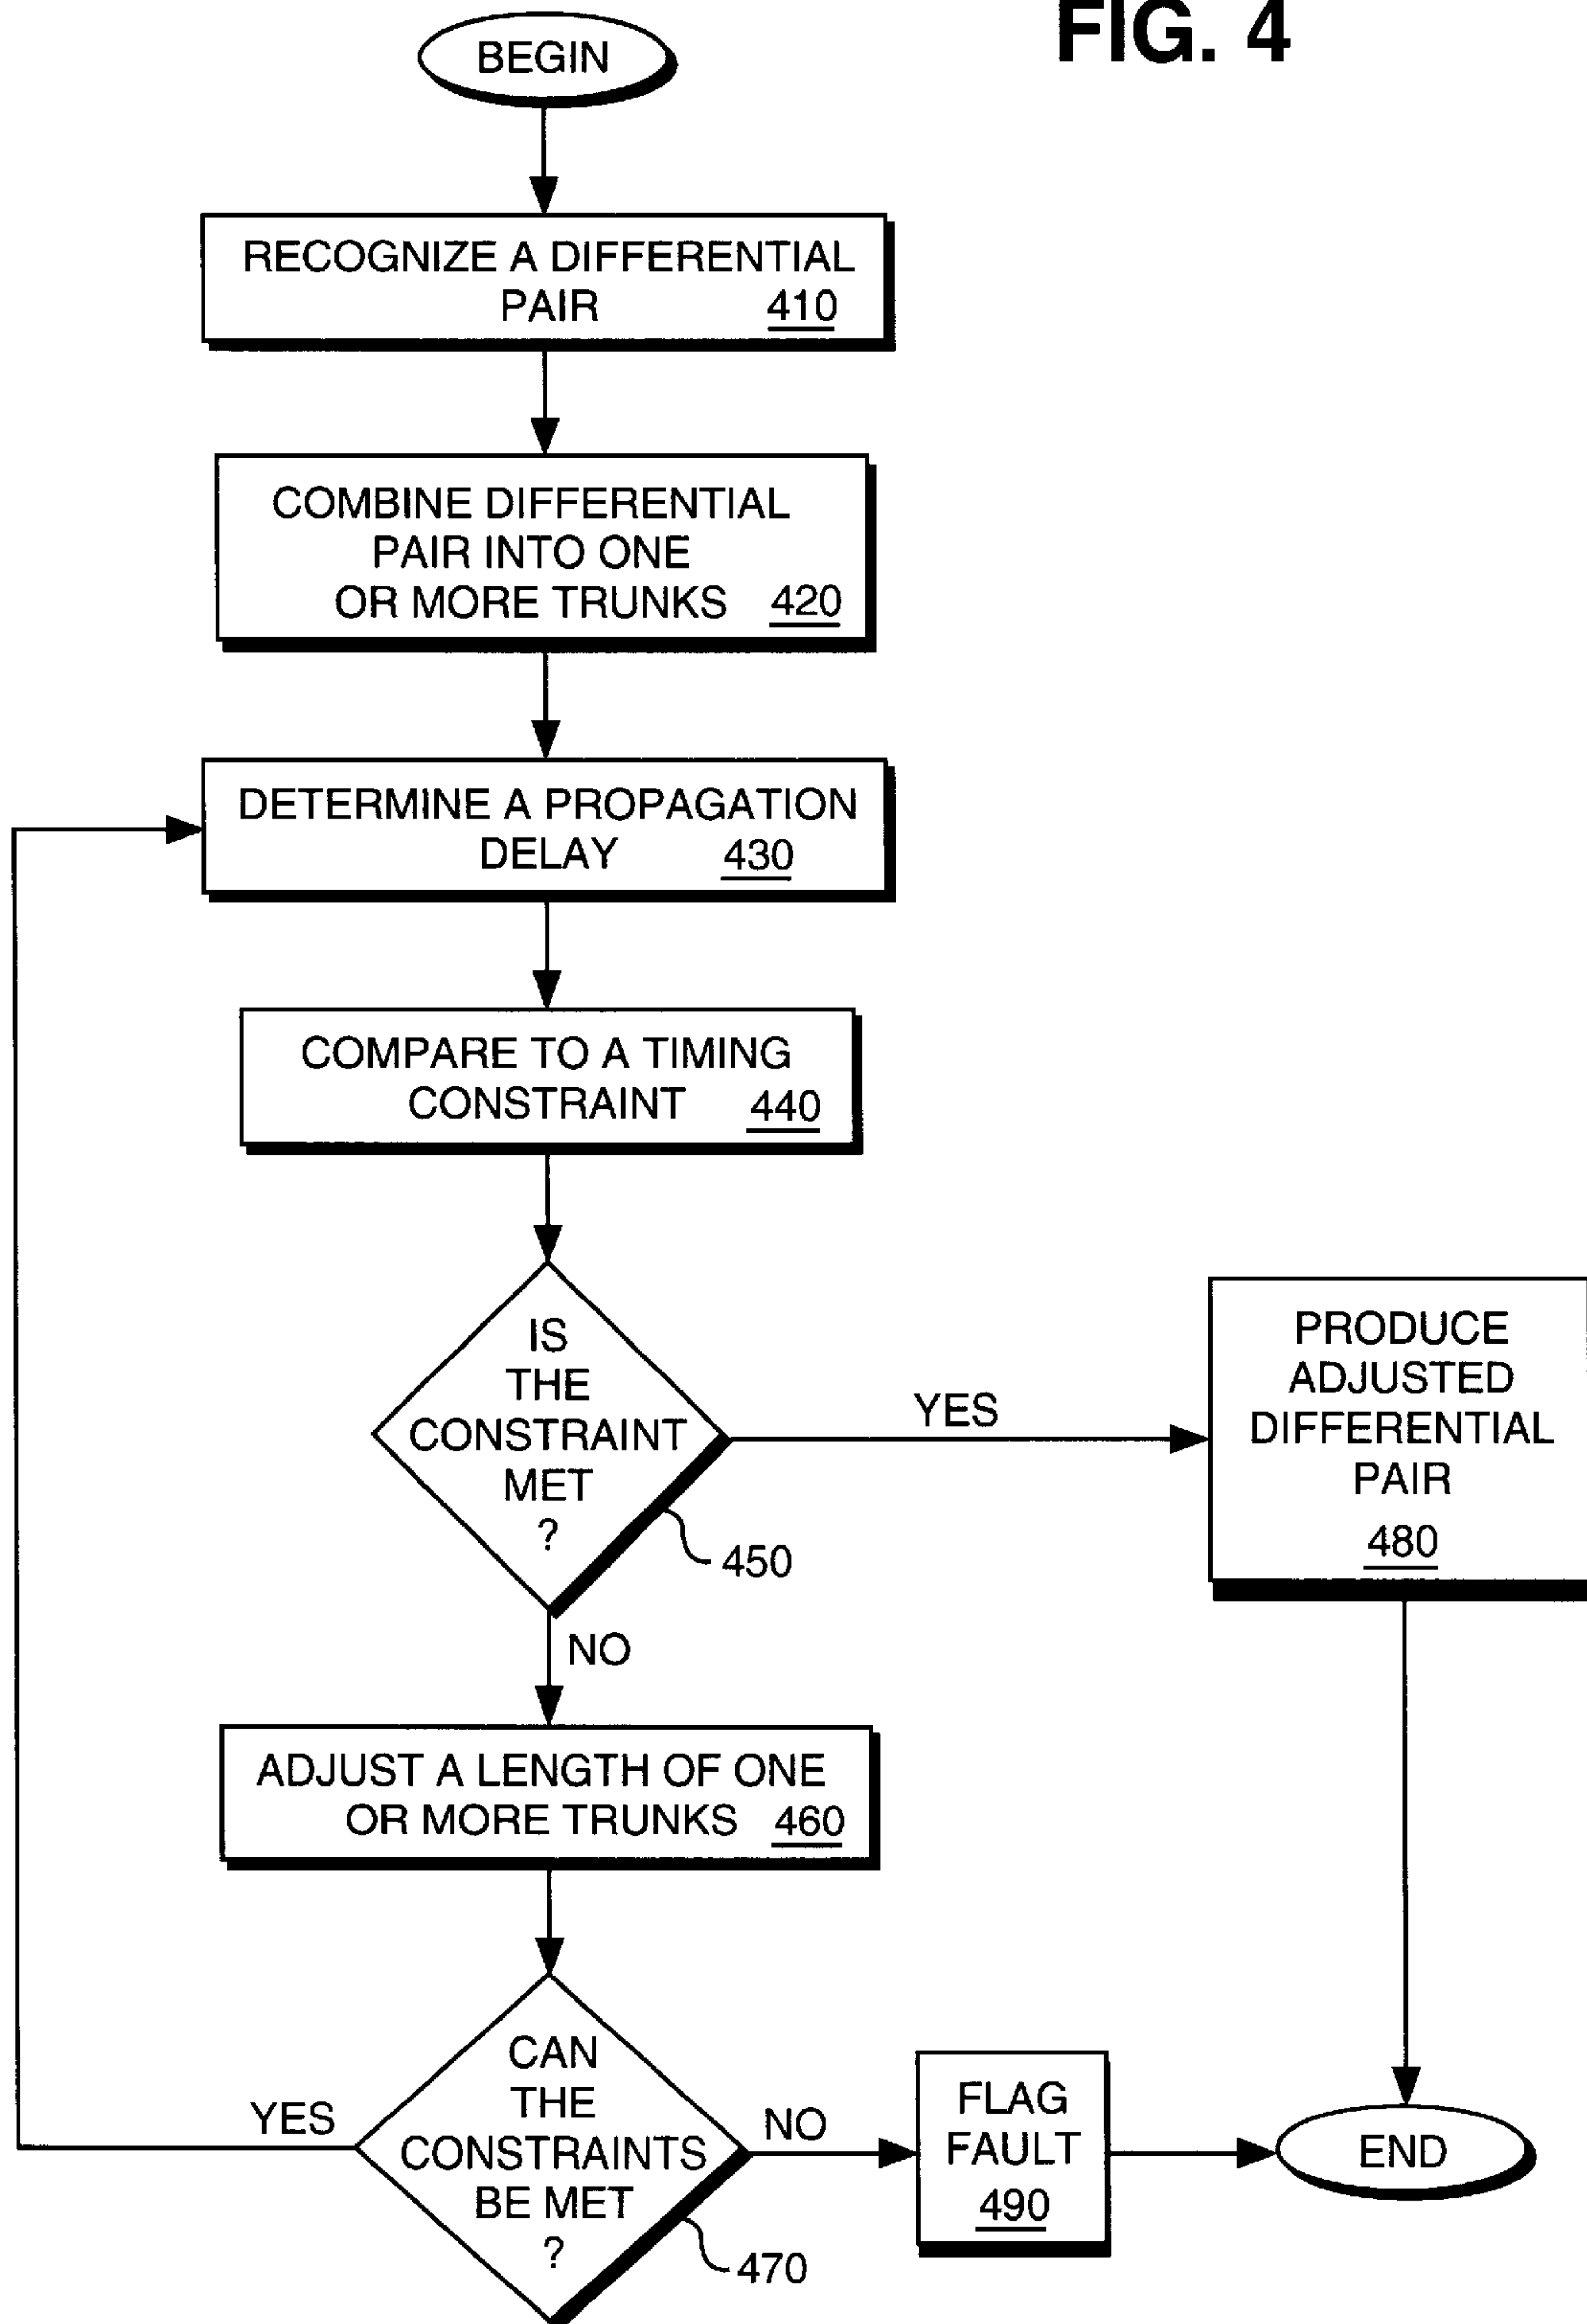 FIG. 4
BEGIN
RECOGNIZE A DIFFERENTIAL
PAIR 410
COMBINE DIFFERENTIAL
PAIR INTO ONE
OR MORE TRUNKS 420
DETERMINE A PROPAGATION
DELAY 430
COMPARE TO A TIMING
CONSTRAINT 440
IS
THE
CONSTRAINT
MET
?
450
YES
PRODUCE
ADJUSTED
DIFFERENTIAL
PAIR
480
NO
ADJUST A LENGTH OF ONE
OR MORE TRUNKS 460
CAN
THE
CONSTRAINTS
BE MET
?
470
YES
NO
FLAG
FAULT
490
END